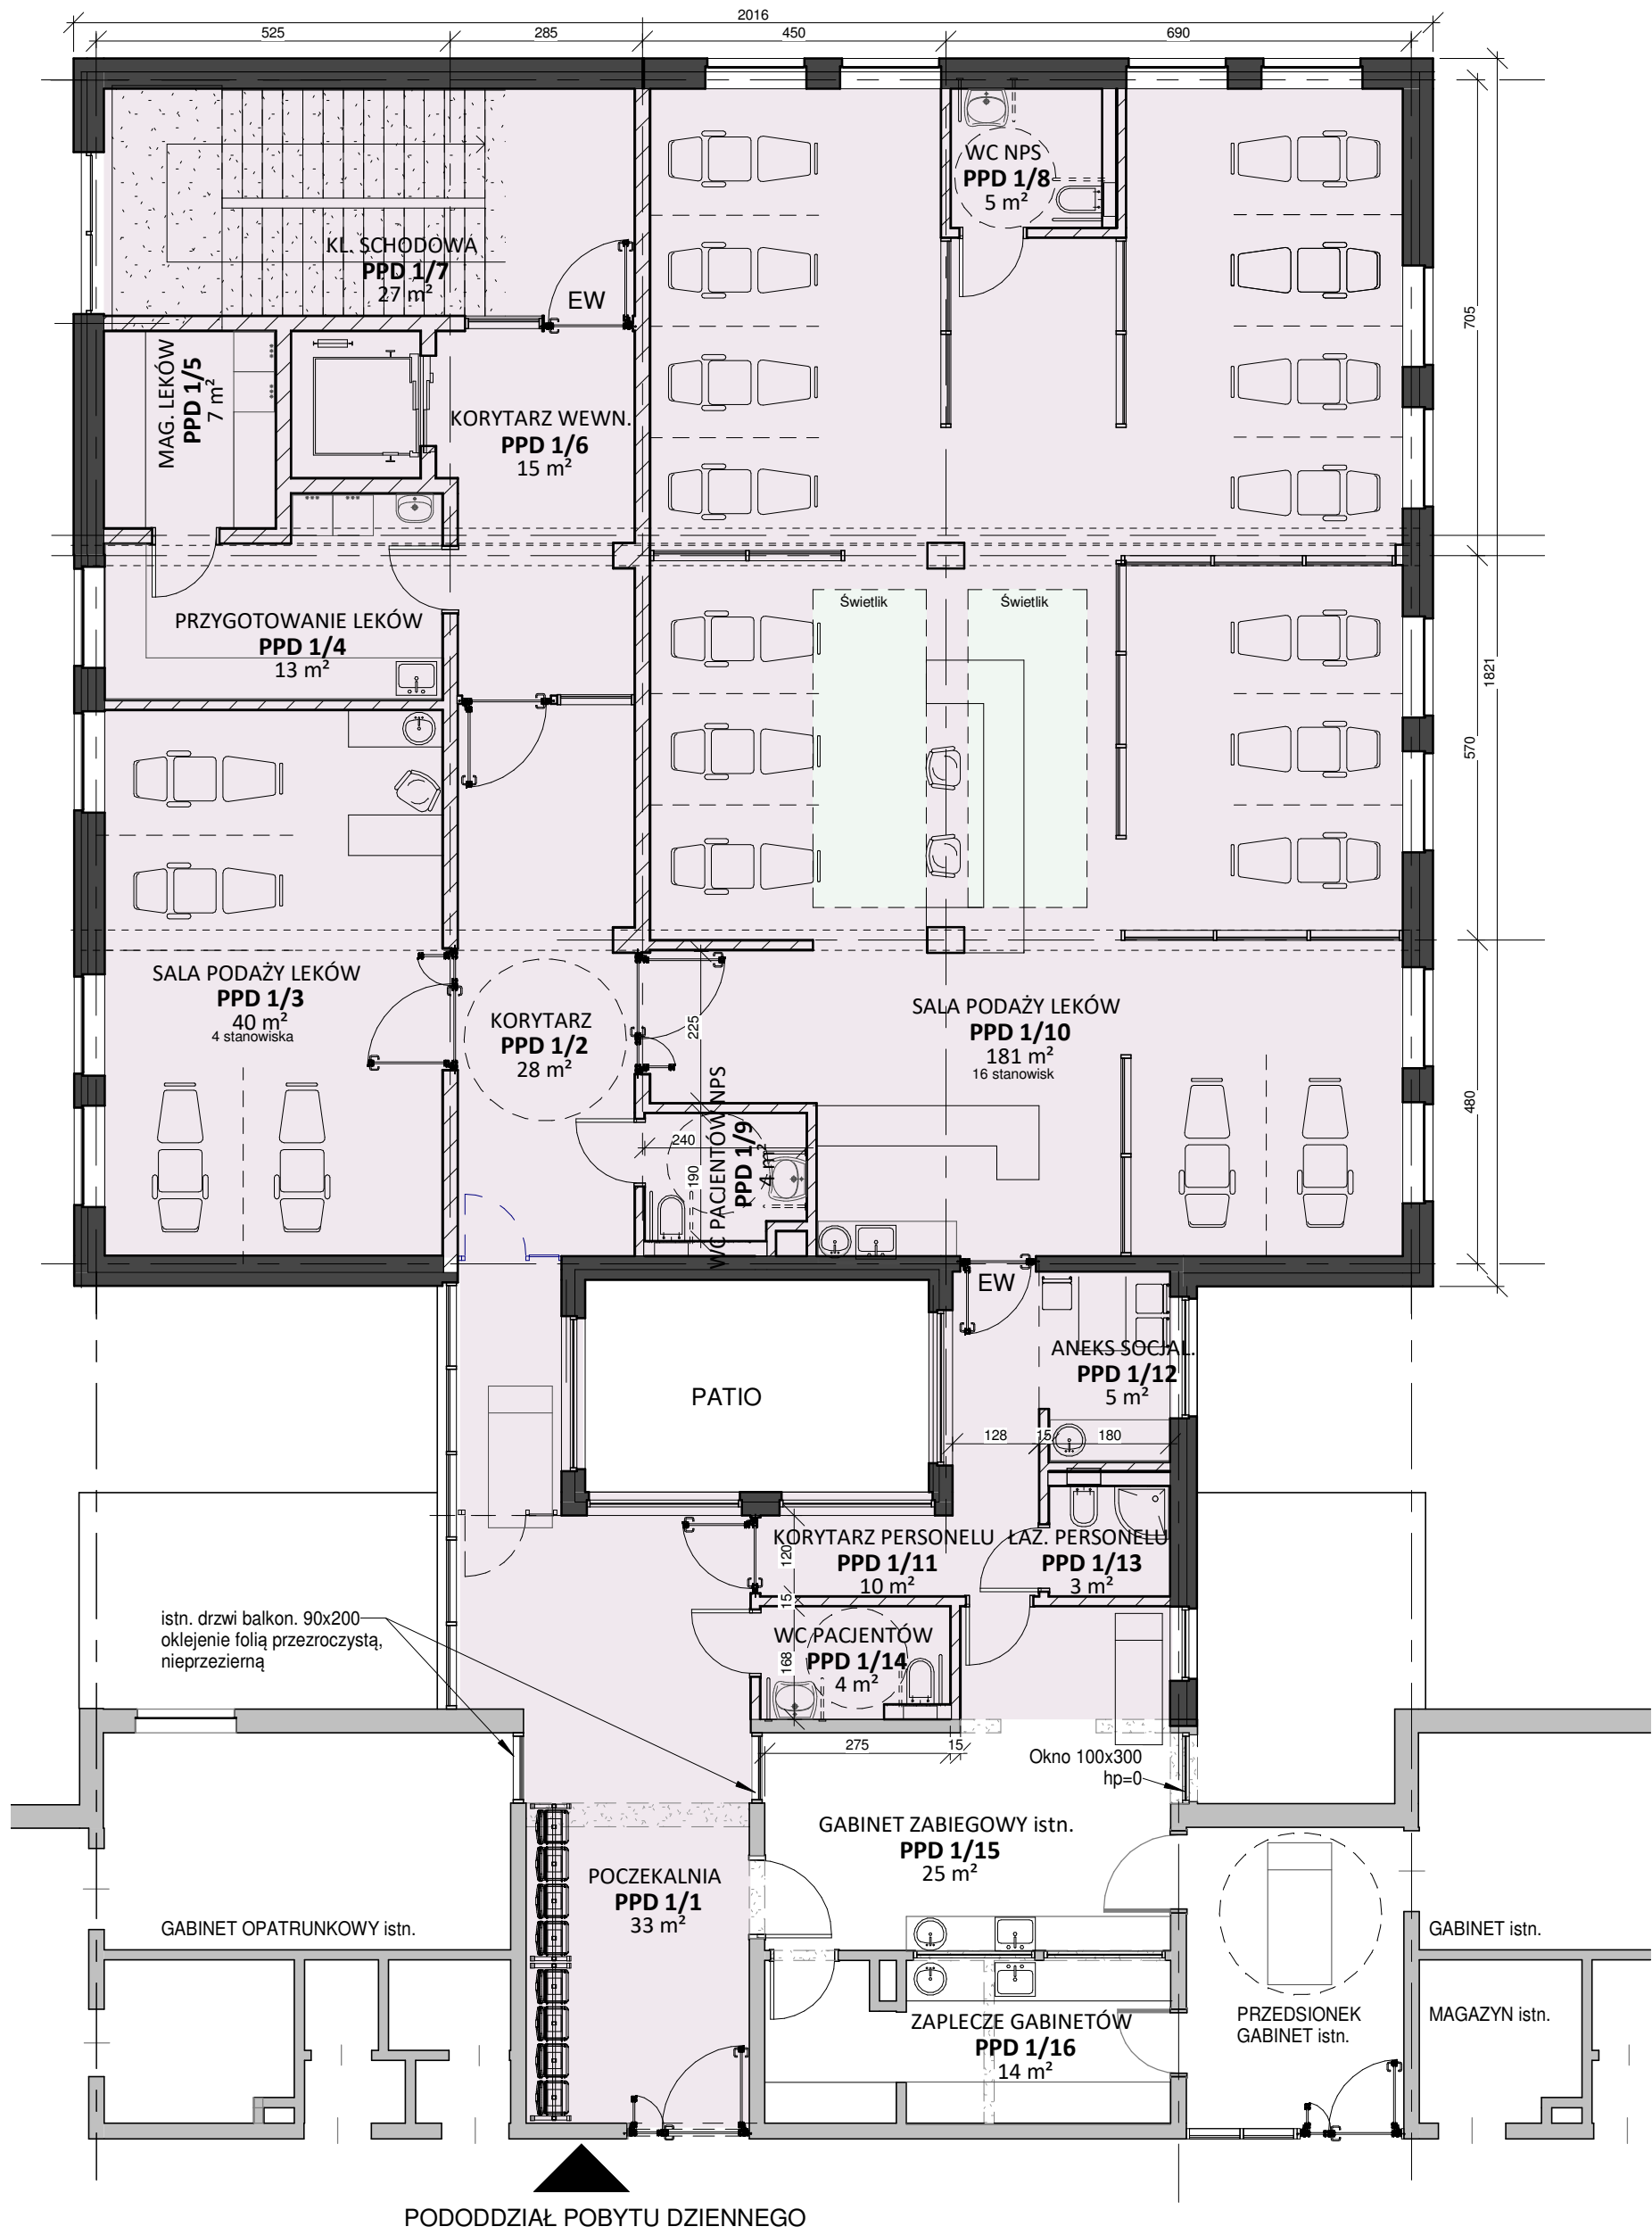 2016
525
285
450
690
WC NPS
PPD 1/8
5 m²
KL. SCHODOWA
PPD 1/7
27 m²
EW
705
MAG. LEKÓW
PPD 1/5
7 m²
KORYTARZ WEWN.
PPD 1/6
15 m²
Świetlik
Świetlik
PRZYGOTOWANIE LEKÓW
PPD 1/4
13 m²
1821
570
SALA PODAŻY LEKÓW
PPD 1/3
40 m²
4 stanowiska
KORYTARZ
PPD 1/2
28 m²
225
SALA PODAŻY LEKÓW
PPD 1/10
181 m²
16 stanowisk
480
240
190
WC PACJENTÓW NPS
PPD 1/9
4 m²
EW
PATIO
ANEKS SOCJAL.
PPD 1/12
5 m²
128
15
180
KORYTARZ PERSONELU
PPD 1/11
10 m²
ŁAZ. PERSONELU
PPD 1/13
3 m²
120
15
168
WC PACJENTÓW
PPD 1/14
4 m²
istn. drzwi balkon. 90x200
oklejenie folią przezroczystą,
nieprzezierną
275
15
Okno 100x300
hp=0
GABINET ZABIEGOWY istn.
PPD 1/15
25 m²
POCZEKALNIA
PPD 1/1
33 m²
GABINET OPATRUNKOWY istn.
GABINET istn.
ZAPLECZE GABINETÓW
PPD 1/16
14 m²
PRZEDSIONEK
GABINET istn.
MAGAZYN istn.
PODODDZIAŁ POBYTU DZIENNEGO